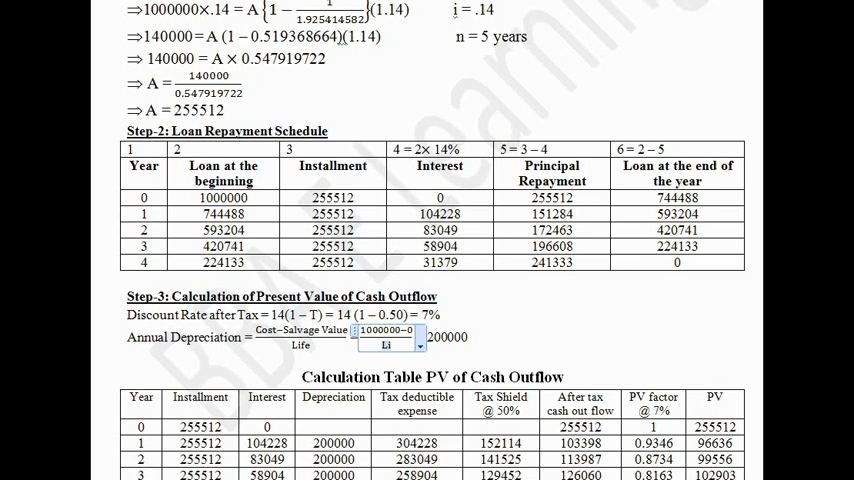 ⇒1000000×.14 = A {1 − 1/1.925414582}(1.14) i = .14
⇒140000 = A (1 − 0.519368664)(1.14) n = 5 years
⇒ 140000 = A × 0.547919722
⇒ A = 140000/0.547919722
⇒ A = 255512
Step-2: Loan Repayment Schedule
1 2 3 4 = 2× 14% 5 = 3 – 4 6 = 2 – 5
Year Loan at the beginning Installment Interest Principal Repayment Loan at the end of the year
0 1000000 255512 0 255512 744488
1 744488 255512 104228 151284 593204
2 593204 255512 83049 172463 420741
3 420741 255512 58904 196608 224133
4 224133 255512 31379 241333 0
Step-3: Calculation of Present Value of Cash Outflow
Discount Rate after Tax = 14(1 – T) = 14 (1 – 0.50) = 7%
Annual Depreciation = Cost−Salvage Value/Life = 1000000−0/Li 200000
Calculation Table PV of Cash Outflow
Year Installment Interest Depreciation Tax deductible expense Tax Shield @ 50% After tax cash out flow PV factor @ 7% PV
0 255512 0 255512 1 255512
1 255512 104228 200000 304228 152114 103398 0.9346 96636
2 255512 83049 200000 283049 141525 113987 0.8734 99556
3 255512 58904 200000 258904 129452 126060 0.8163 102903
BBA E Learning